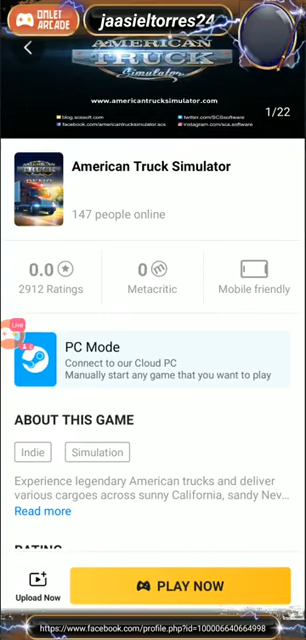 OMLET
ARCADE
jaasieltorres24
AMERICAN
TRUCK
Simulator
www.americantrucksimulator.com
blog.scssoft.com
twitter.com/SCSsoftware
facebook.com/americantrucksimulator.scs
instagram.com/scs.software
1/22
American Truck Simulator
147 people online
0.0
0
2912 Ratings
Metacritic
Mobile friendly
Live
PC Mode
Connect to our Cloud PC
Manually start any game that you want to play
ABOUT THIS GAME
Indie
Simulation
Experience legendary American trucks and deliver
various cargoes across sunny California, sandy Nev...
Read more
RATING
Upload Now
PLAY NOW
https://www.facebook.com/profile.php?id=100006640664998